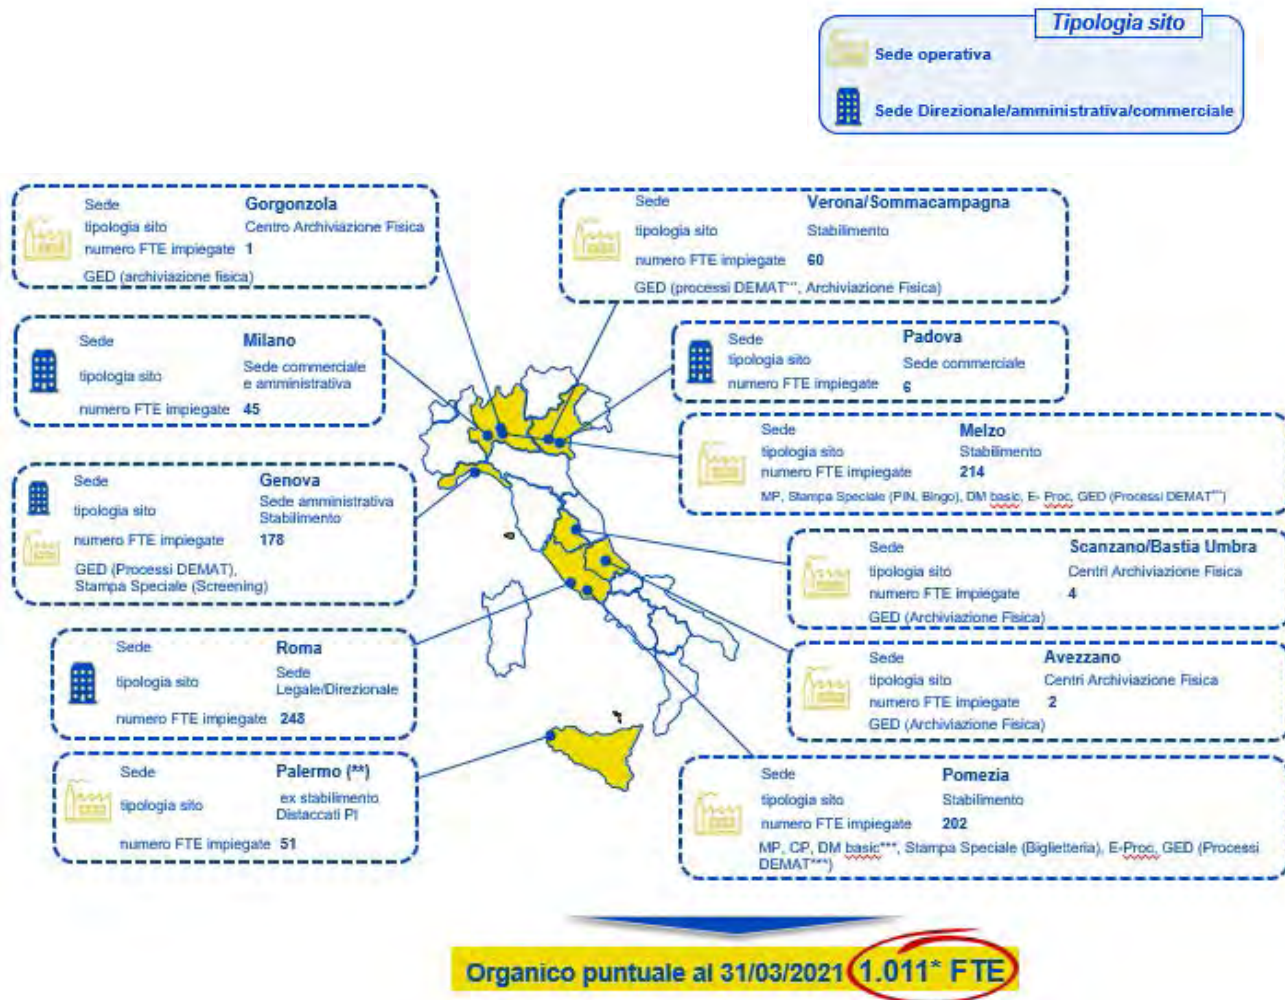 Tipologia sito
Sede operativa
Sede Direzionale/amministrativa/commerciale
Sede Gorgonzola
tipologia sito Centro Archiviazione Fisica
numero FTE impiegate 1
GED (archiviazione fisica)
Sede Verona/Sommacampagna
tipologia sito Stabilimento
numero FTE impiegate 60
GED (processi DEMAT***, Archiviazione Fisica)
Sede Milano
tipologia sito Sede commerciale
e amministrativa
numero FTE impiegate 45
Sede Padova
tipologia sito Sede commerciale
numero FTE impiegate 6
Sede Melzo
tipologia sito Stabilimento
numero FTE impiegate 214
MP, Stampa Speciale (PIN, Bingo), DM basic, E- Proc, GED (Processi DEMAT***)
Sede Genova
tipologia sito Sede amministrativa
Stabilimento
numero FTE impiegate 178
GED (Processi DEMAT),
Stampa Speciale (Screening)
Sede Scanzano/Bastia Umbra
tipologia sito Centri Archiviazione Fisica
numero FTE impiegate 4
GED (Archiviazione Fisica)
Sede Roma
tipologia sito Sede
Legale/Direzionale
numero FTE impiegate 248
Sede Avezzano
tipologia sito Centri Archiviazione Fisica
numero FTE impiegate 2
GED (Archiviazione Fisica)
Sede Palermo (**)
tipologia sito ex stabilimento
Distaccati PI
numero FTE impiegate 51
Sede Pomezia
tipologia sito Stabilimento
numero FTE impiegate 202
MP, CP, DM basic***, Stampa Speciale (Biglietteria), E-Proc, GED (Processi
DEMAT***)
Organico puntuale al 31/03/2021 1.011* FTE